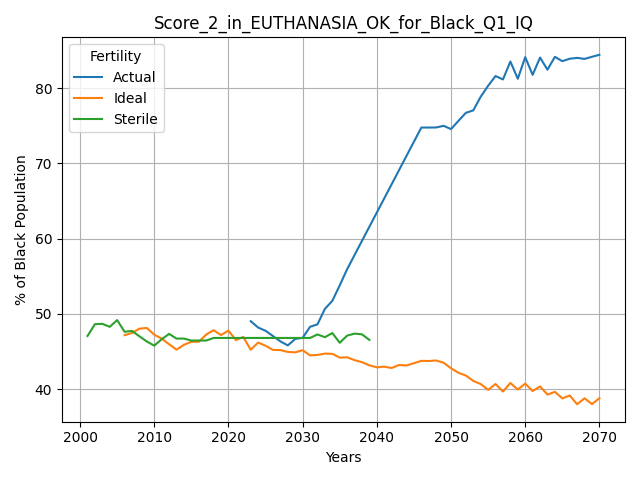 Score_2_in_EUTHANASIA_OK_for_Black_Q1_IQ
Fertility
Actual
Ideal
Sterile
% of Black Population
80
70
60
50
40
2000 2010 2020 2030 2040 2050 2060 2070
Years